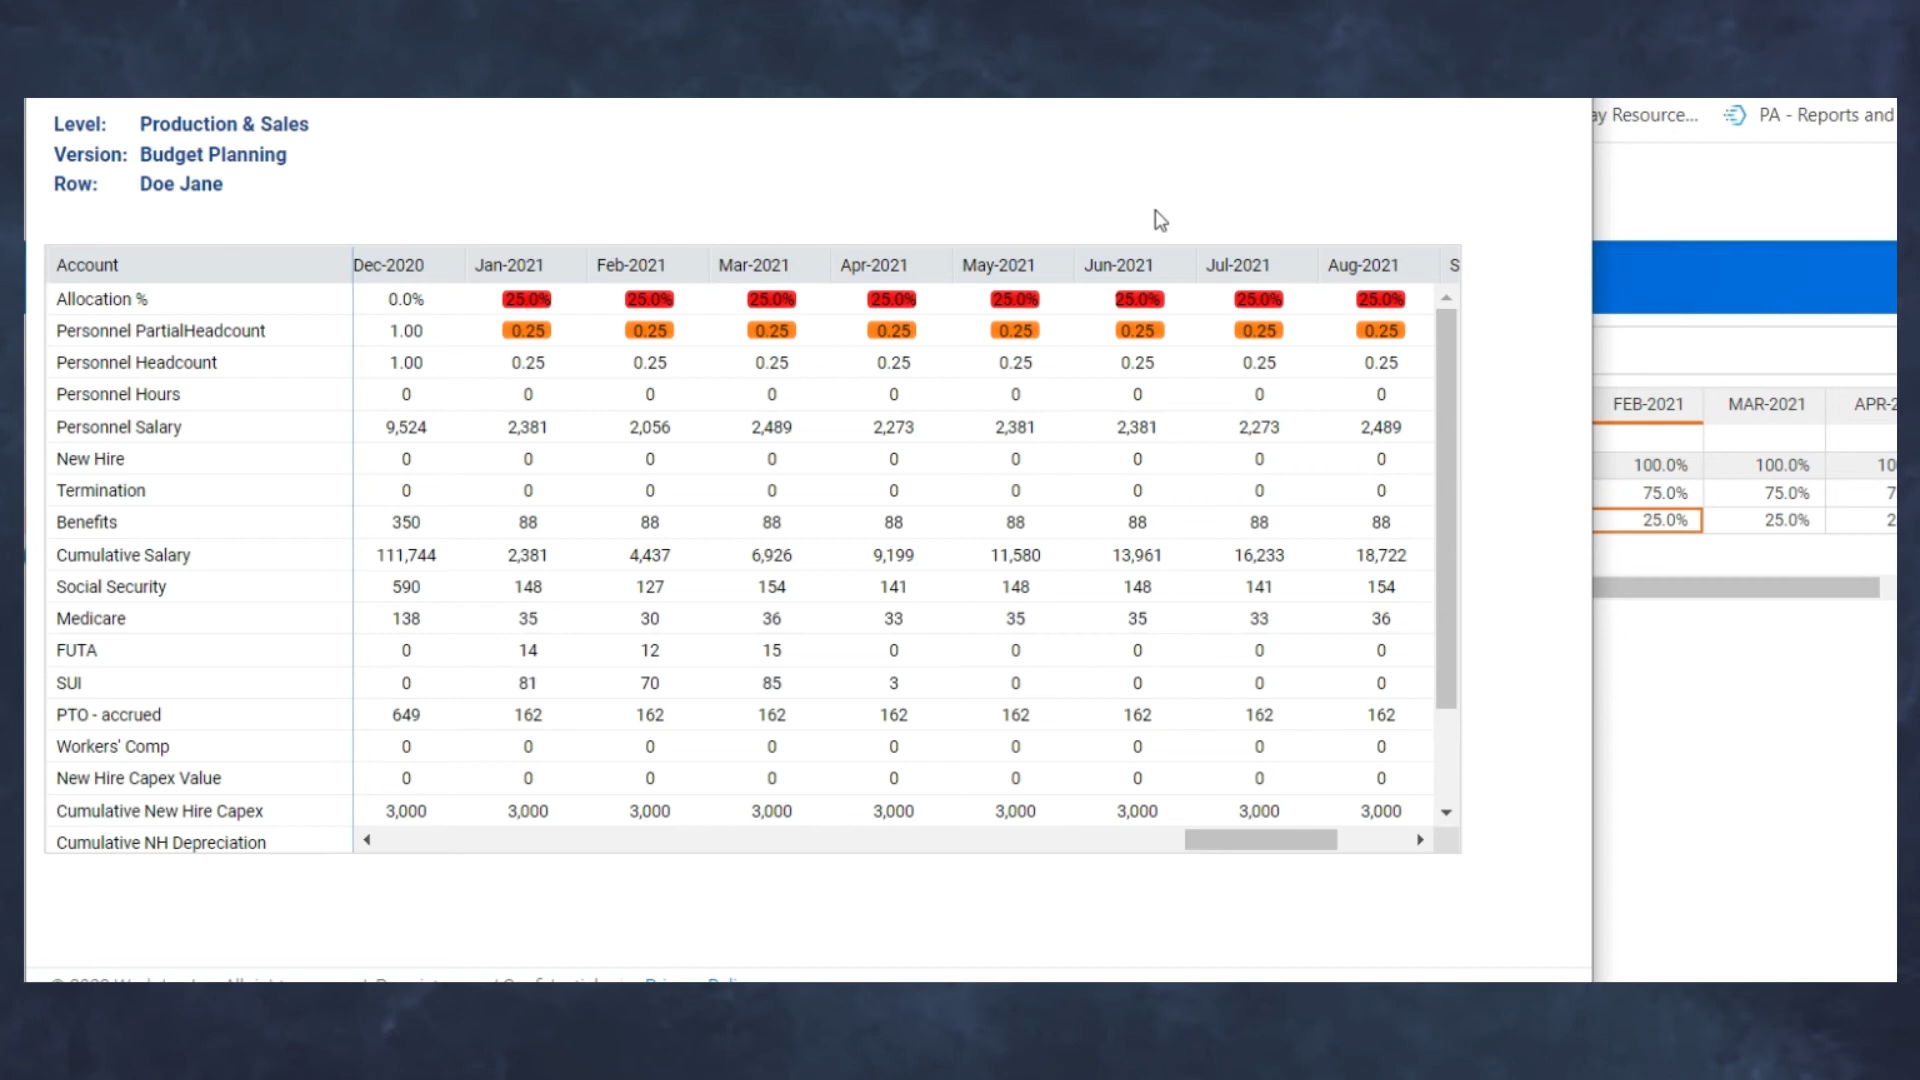 Level: Production & Sales
Version: Budget Planning
Row: Doe Jane
ay Resource... PA - Reports and
Account Dec-2020 Jan-2021 Feb-2021 Mar-2021 Apr-2021 May-2021 Jun-2021 Jul-2021 Aug-2021 S
Allocation % 0.0% 25.0% 25.0% 25.0% 25.0% 25.0% 25.0% 25.0% 25.0%
Personnel PartialHeadcount 1.00 0.25 0.25 0.25 0.25 0.25 0.25 0.25 0.25
Personnel Headcount 1.00 0.25 0.25 0.25 0.25 0.25 0.25 0.25 0.25
Personnel Hours 0 0 0 0 0 0 0 0 0
Personnel Salary 9,524 2,381 2,056 2,489 2,273 2,381 2,381 2,273 2,489
New Hire 0 0 0 0 0 0 0 0 0
Termination 0 0 0 0 0 0 0 0 0
Benefits 350 88 88 88 88 88 88 88 88
Cumulative Salary 111,744 2,381 4,437 6,926 9,199 11,580 13,961 16,233 18,722
Social Security 590 148 127 154 141 148 148 141 154
Medicare 138 35 30 36 33 35 35 33 36
FUTA 0 14 12 15 0 0 0 0 0
SUI 0 81 70 85 3 0 0 0 0
PTO - accrued 649 162 162 162 162 162 162 162 162
Workers' Comp 0 0 0 0 0 0 0 0 0
New Hire Capex Value 0 0 0 0 0 0 0 0 0
Cumulative New Hire Capex 3,000 3,000 3,000 3,000 3,000 3,000 3,000 3,000 3,000
Cumulative NH Depreciation
FEB-2021 MAR-2021 APR-2
100.0% 100.0% 10
75.0% 75.0% 7
25.0% 25.0% 2